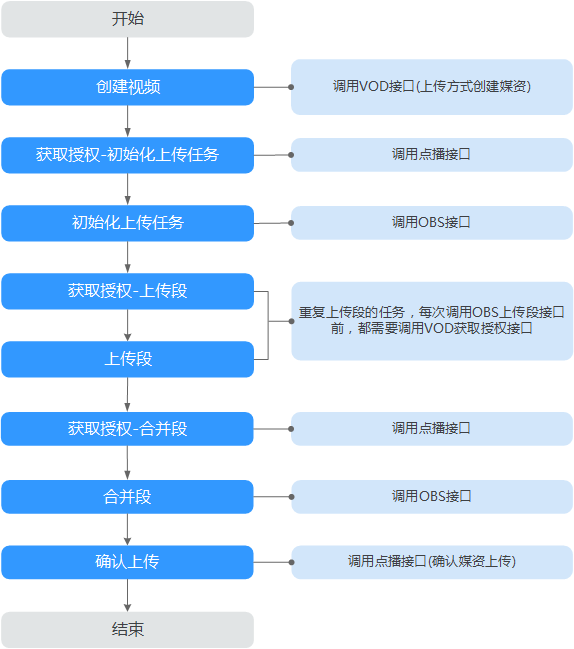 开始
创建视频
调用VOD接口(上传方式创建媒资)
获取授权-初始化上传任务
调用点播接口
初始化上传任务
调用OBS接口
获取授权-上传段
重复上传段的任务，每次调用OBS上传段接口
前，都需要调用VOD获取授权接口
上传段
获取授权-合并段
调用点播接口
合并段
调用OBS接口
确认上传
调用点播接口(确认媒资上传)
结束